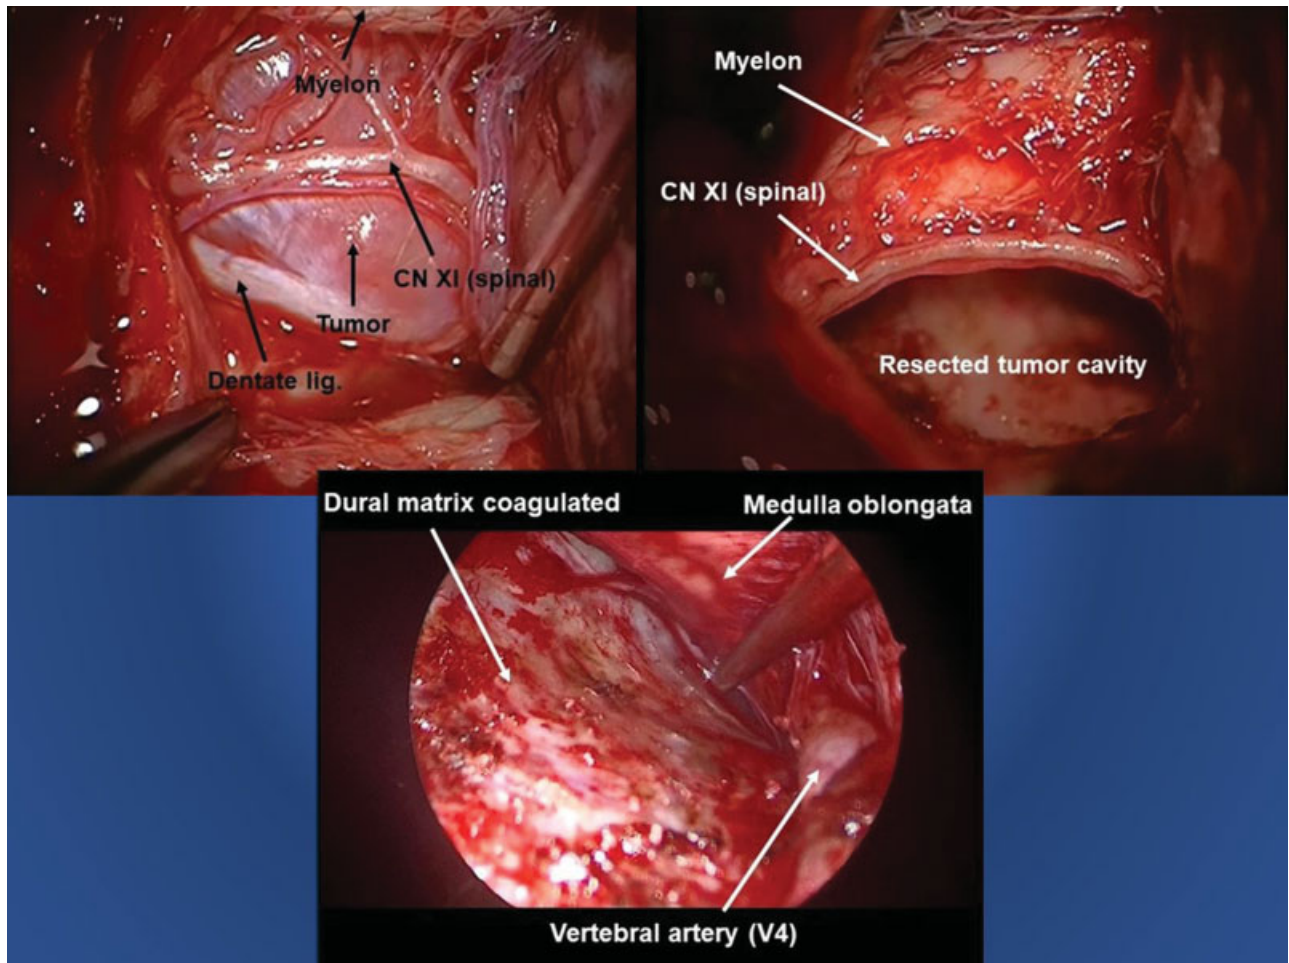 Myelon
CN XI (spinal)
Tumor
Dentate lig.
Myelon
CN XI (spinal)
Resected tumor cavity
Dural matrix coagulated
Medulla oblongata
Vertebral artery (V4)